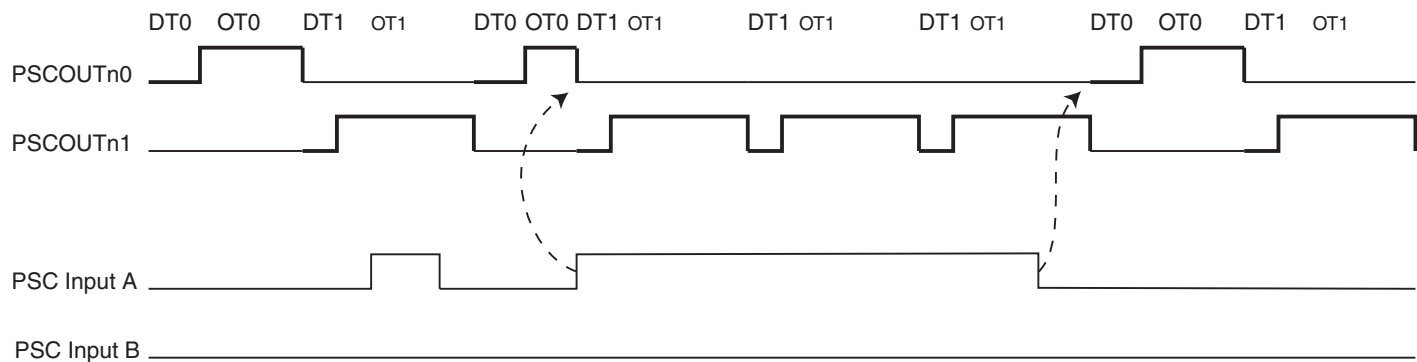 DT0 OT0 DT1 OT1 DT0 OT0 DT1 OT1 DT1 OT1 DT1 OT1 DT0 OT0 DT1 OT1
PSCOUTn0
PSCOUTn1
PSC Input A
PSC Input B